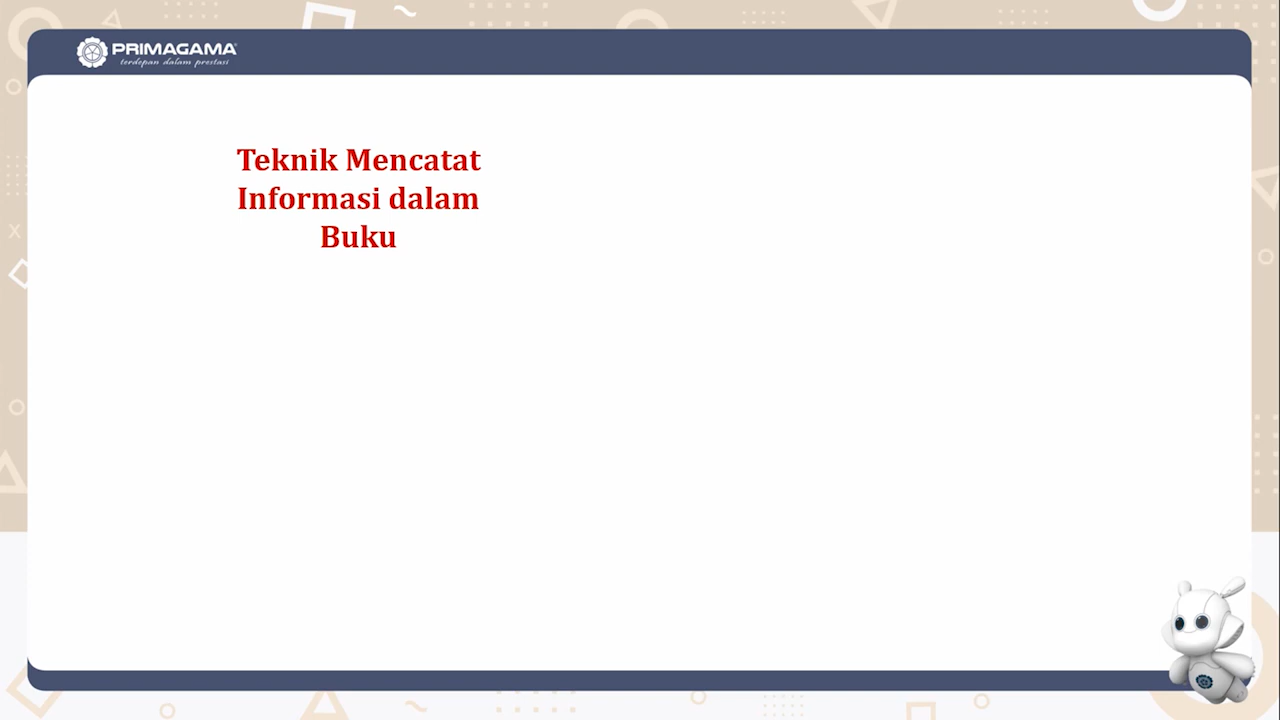 PRIMAGAMA
terdepan dalam prestasi
Teknik Mencatat
Informasi dalam
Buku